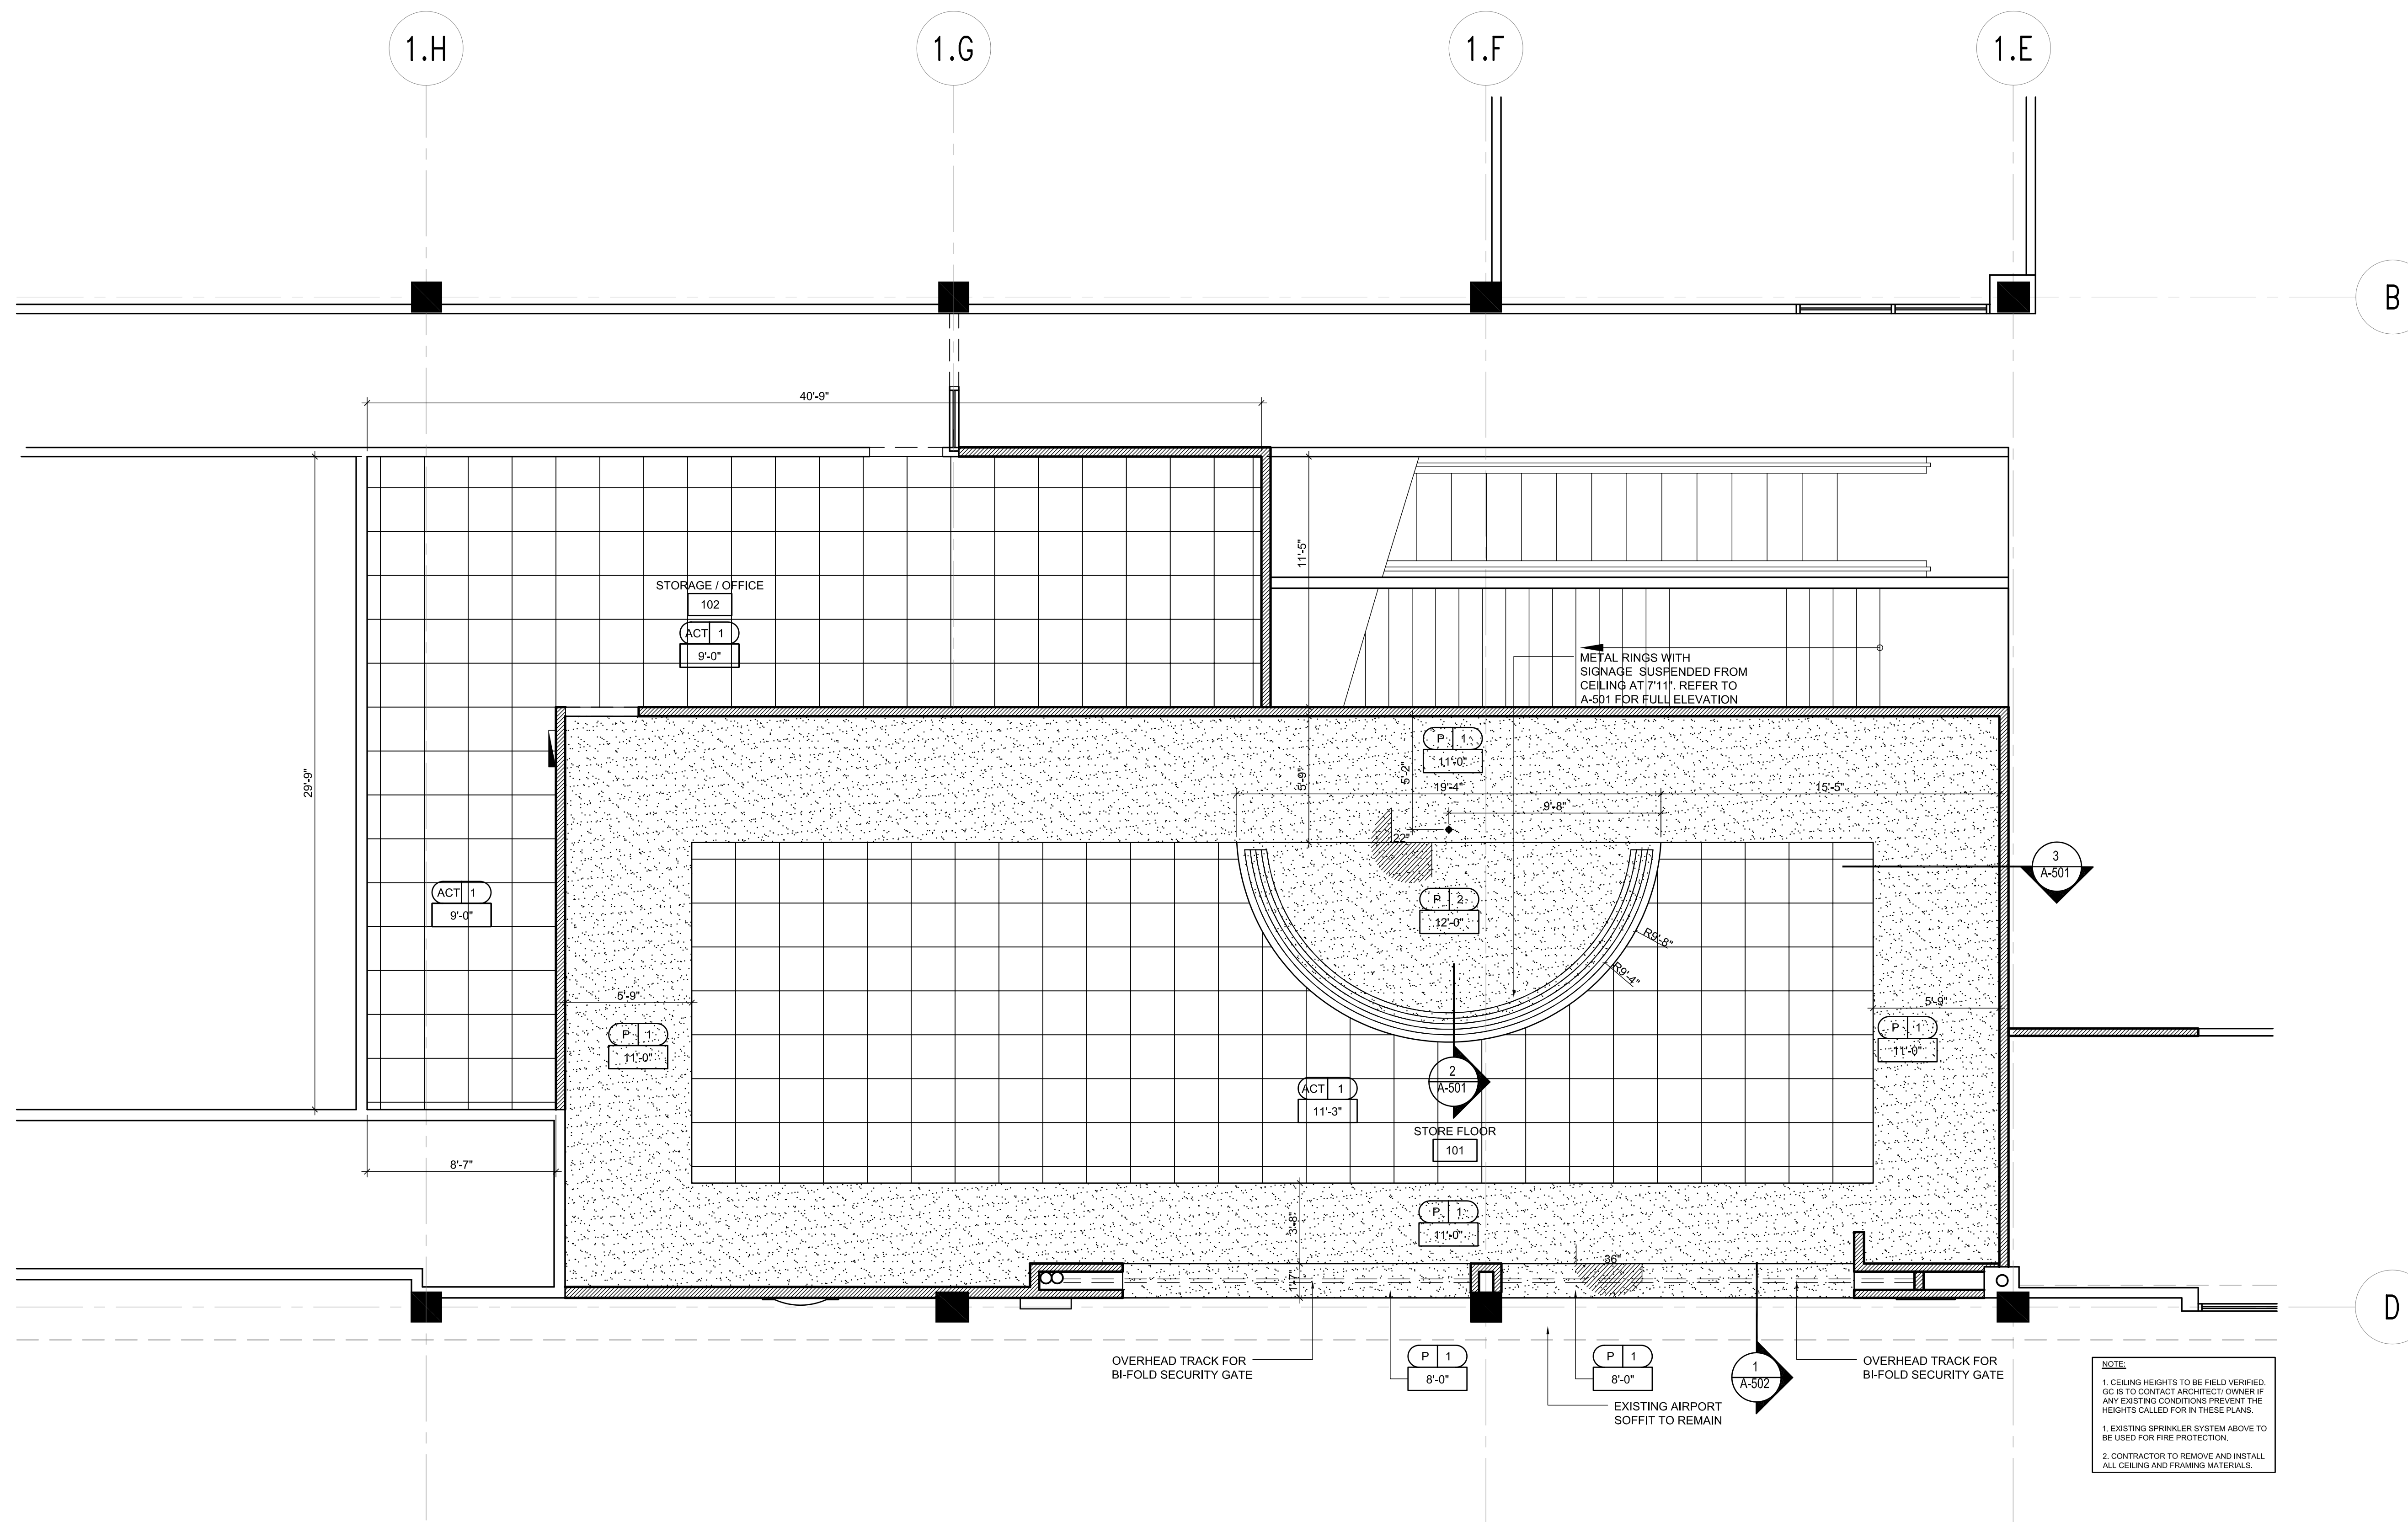 1.H
1.G
1.F
1.E
B
40'-9"
11'-5"
STORAGE / OFFICE
102
ACT 1
9'-0"
METAL RINGS WITH
SIGNAGE SUSPENDED FROM
CEILING AT 7'11". REFER TO
A-501 FOR FULL ELEVATION
29'-9"
P 1
11'-0"
5'-9"
5'-2"
19'-4"
15'-5"
9'-8"
22"
3
A-501
ACT 1
9'-0"
P 2
12'-0"
R9'-8"
R9'-4"
5'-9"
5'-9"
P 1
11'-0"
P 1
11'-0"
2
A-501
ACT 1
11'-3"
STORE FLOOR
101
8'-7"
P 1
11'-0"
3'-8"
36"
1'-7"
D
OVERHEAD TRACK FOR
BI-FOLD SECURITY GATE
P 1
8'-0"
P 1
8'-0"
1
A-502
OVERHEAD TRACK FOR
BI-FOLD SECURITY GATE
EXISTING AIRPORT
SOFFIT TO REMAIN
NOTE:
1. CEILING HEIGHTS TO BE FIELD VERIFIED.
GC IS TO CONTACT ARCHITECT/ OWNER IF
ANY EXISTING CONDITIONS PREVENT THE
HEIGHTS CALLED FOR IN THESE PLANS.
1. EXISTING SPRINKLER SYSTEM ABOVE TO
BE USED FOR FIRE PROTECTION.
2. CONTRACTOR TO REMOVE AND INSTALL
ALL CEILING AND FRAMING MATERIALS.